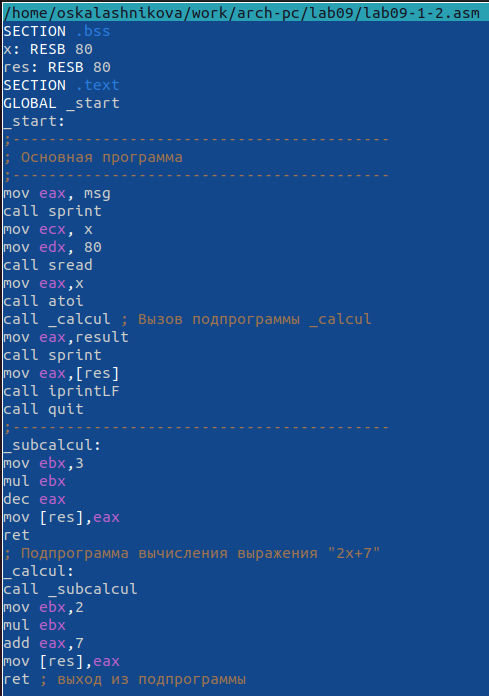 /home/oskalashnikova/work/arch-pc/lab09/lab09-1-2.asm
SECTION .bss
x: RESB 80
res: RESB 80
SECTION .text
GLOBAL _start
_start:
;------------------------------------------
; Основная программа
;------------------------------------------
mov eax, msg
call sprint
mov ecx, x
mov edx, 80
call sread
mov eax,x
call atoi
call _calcul ; Вызов подпрограммы _calcul
mov eax,result
call sprint
mov eax,[res]
call iprintLF
call quit
;------------------------------------------
_subcalcul:
mov ebx,3
mul ebx
dec eax
mov [res],eax
ret
; Подпрограмма вычисления выражения "2x+7"
_calcul:
call _subcalcul
mov ebx,2
mul ebx
add eax,7
mov [res],eax
ret ; выход из подпрограммы